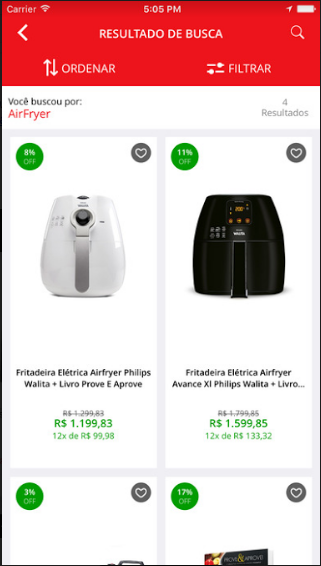 Carrier 5:05 PM
RESULTADO DE BUSCA
ORDENAR FILTRAR
Você buscou por:
AirFryer
4
Resultados
8%
OFF
11%
OFF
Fritadeira Elétrica Airfryer Philips
Walita + Livro Prove E Aprove
R$ 1.299,83
R$ 1.199,83
12x de R$ 99,98
Fritadeira Elétrica Airfryer
Avance Xl Philips Walita + Livro...
R$ 1.799,85
R$ 1.599,85
12x de R$ 133,32
3%
OFF
17%
OFF
PROVE & APROVE